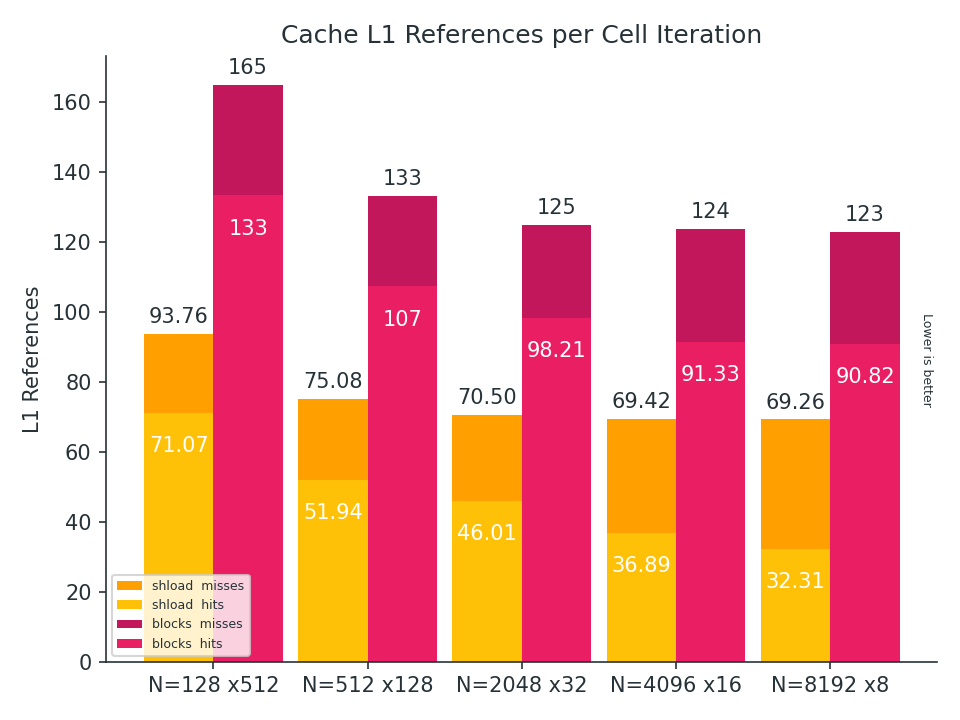 Cache L1 References per Cell Iteration
L1 References
160
140
120
100
80
60
40
20
0
165
133
93.76
71.07
133
107
75.08
51.94
125
98.21
70.50
46.01
124
91.33
69.42
36.89
123
90.82
69.26
32.31
Lower is better
shload misses
shload hits
blocks misses
blocks hits
N=128 x512
N=512 x128
N=2048 x32
N=4096 x16
N=8192 x8